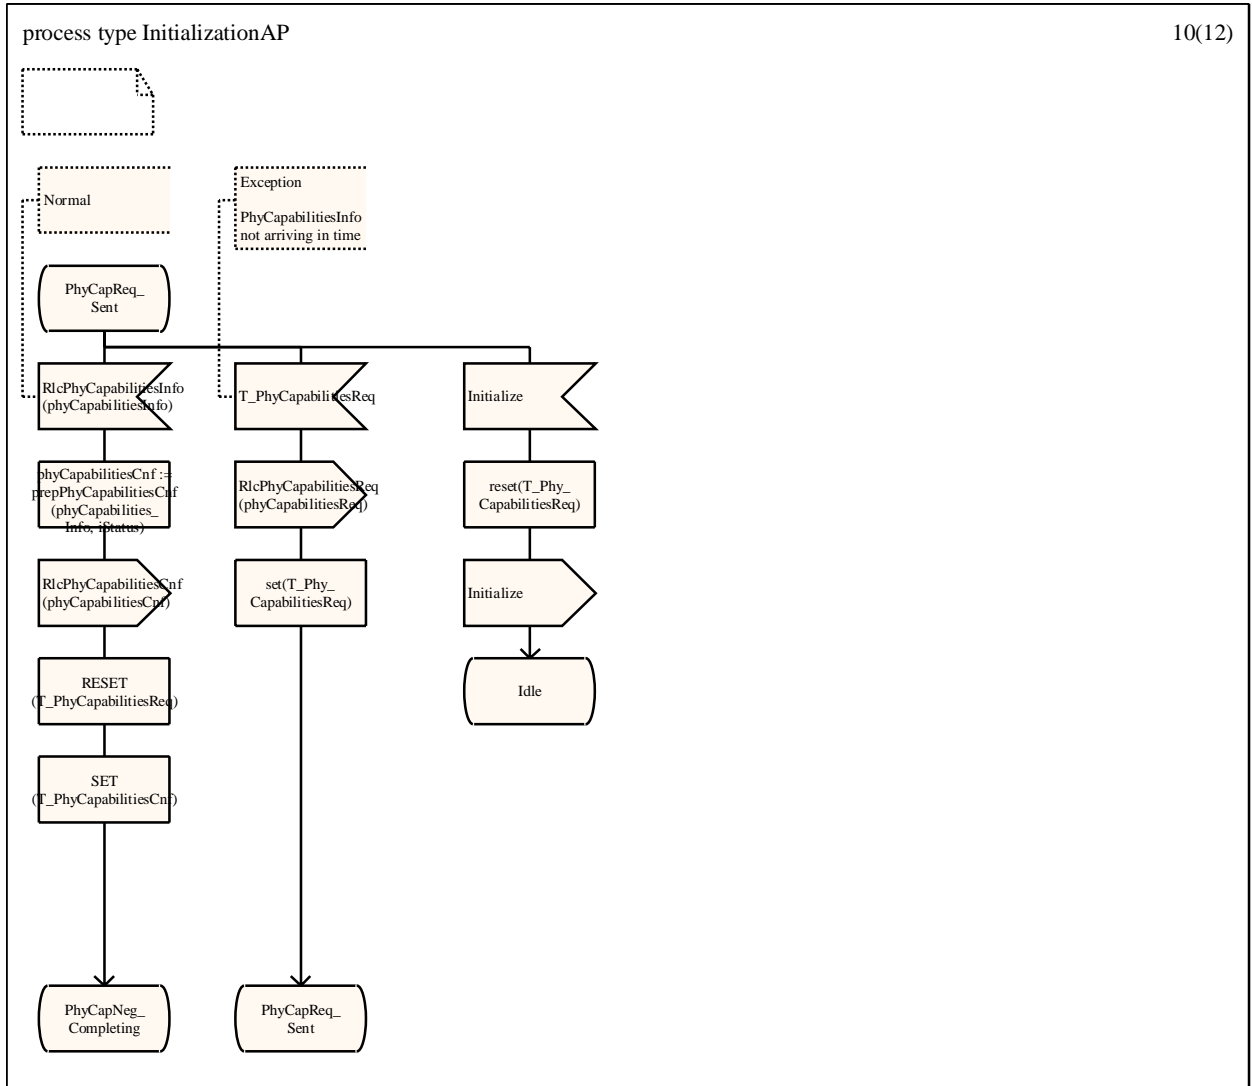 process type InitializationAP
10(12)
Normal
Exception
PhyCapabilitiesInfo
not arriving in time
PhyCapReq_
Sent
RlcPhyCapabilitiesInfo
(phyCapabilitiesInfo)
T_PhyCapabilitiesReq
Initialize
phyCapabilitiesCnf :=
prepPhyCapabilitiesCnf
(phyCapabilities_
Info, iStatus)
RlcPhyCapabilitiesReq
(phyCapabilitiesReq)
reset(T_Phy_
CapabilitiesReq)
RlcPhyCapabilitiesCnf
(phyCapabilitiesCnf)
set(T_Phy_
CapabilitiesReq)
Initialize
RESET
(T_PhyCapabilitiesReq)
Idle
SET
(T_PhyCapabilitiesCnf)
PhyCapNeg_
Completing
PhyCapReq_
Sent